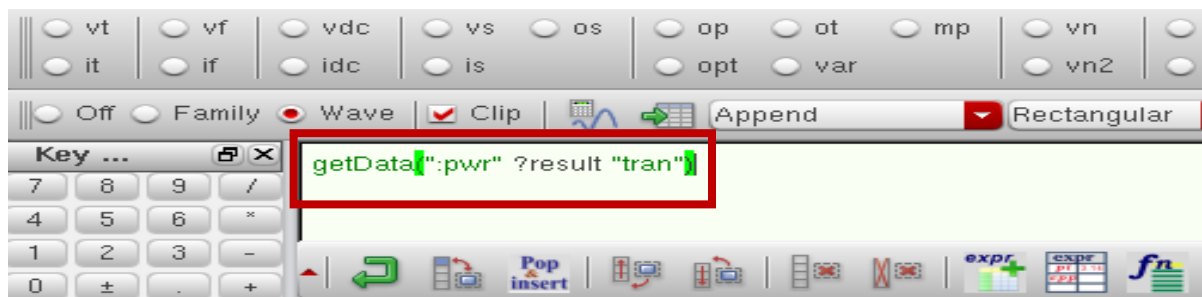 vt vf vdc vs os op ot mp vn
it if idc is opt var vn2
Off Family Wave Clip Append Rectangular
Key ...
getData(":pwr" ?result "tran")
7 8 9 /
4 5 6 *
1 2 3 -
0 ± . +
Pop & insert
expr
expr
fn